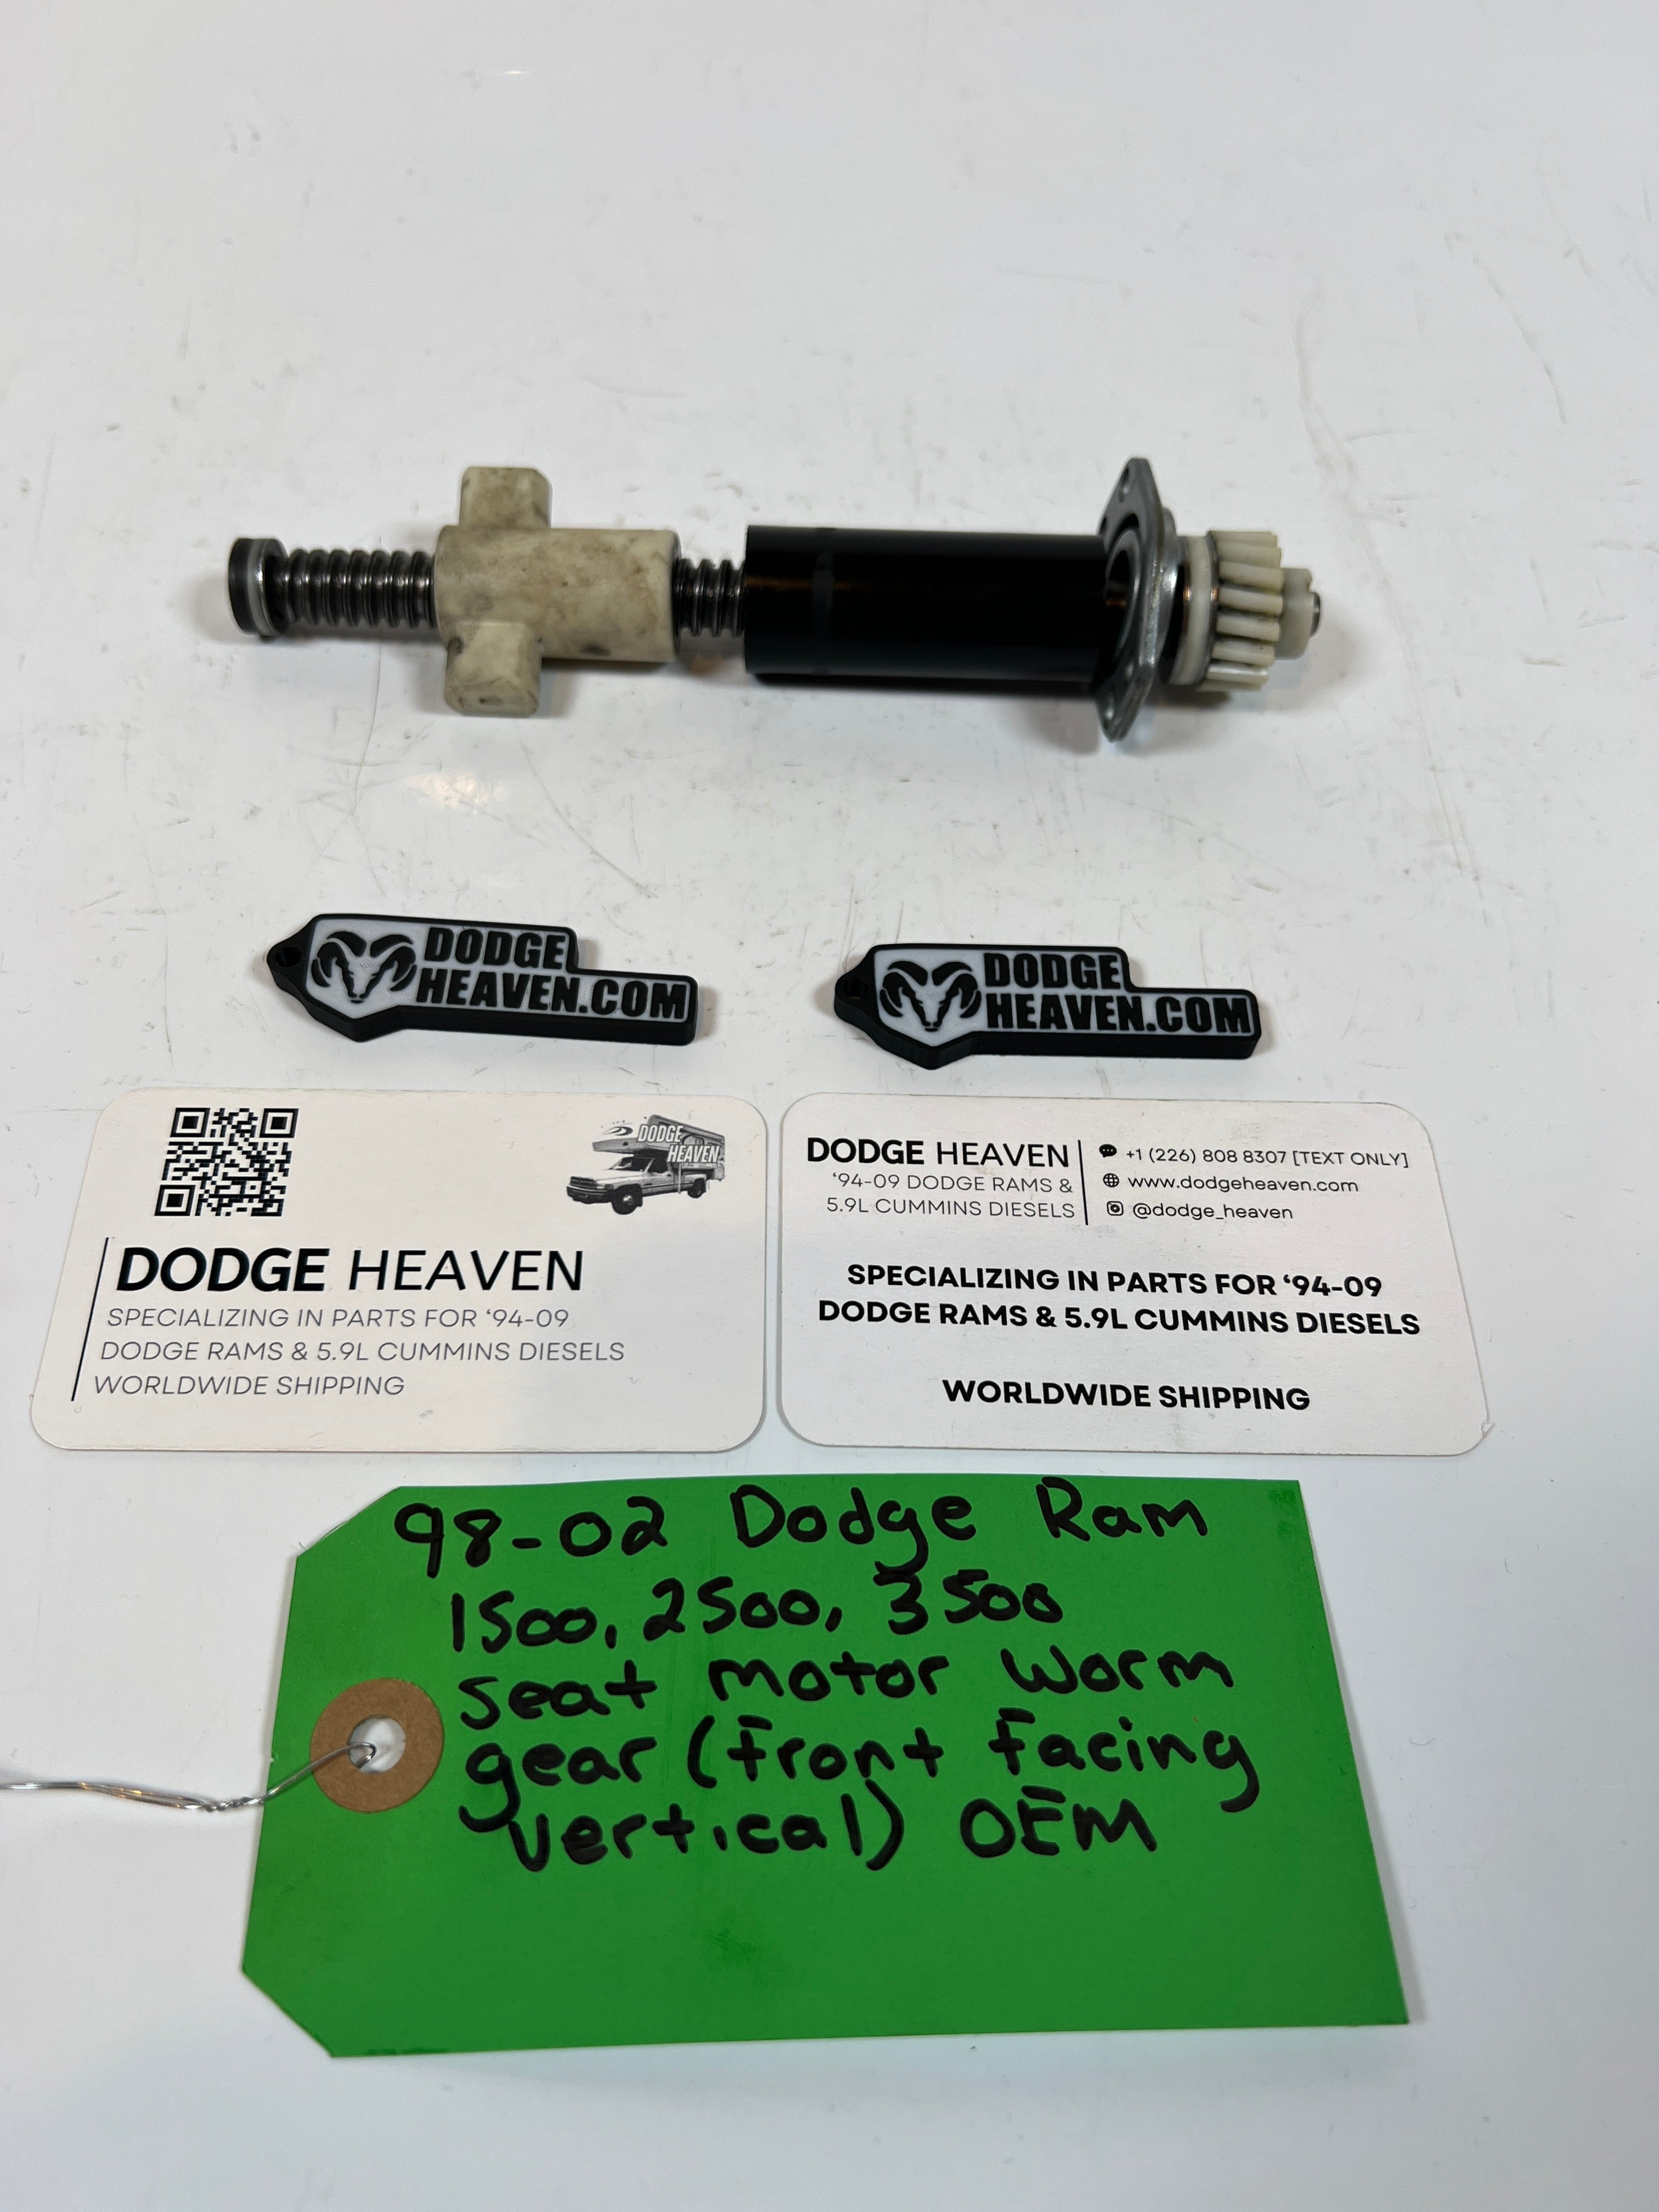 DODGE
HEAVEN.COM
DODGE
HEAVEN.COM
DODGE
HEAVEN
DODGE HEAVEN
SPECIALIZING IN PARTS FOR ‘94-09
DODGE RAMS & 5.9L CUMMINS DIESELS
WORLDWIDE SHIPPING
DODGE HEAVEN
‘94-09 DODGE RAMS &
5.9L CUMMINS DIESELS
+1 (226) 808 8307 [TEXT ONLY]
www.dodgeheaven.com
@dodge_heaven
SPECIALIZING IN PARTS FOR ‘94-09
DODGE RAMS & 5.9L CUMMINS DIESELS
WORLDWIDE SHIPPING
98-02 Dodge Ram
1500, 2500, 3500
seat motor worm
gear (front facing
vertical) OEM